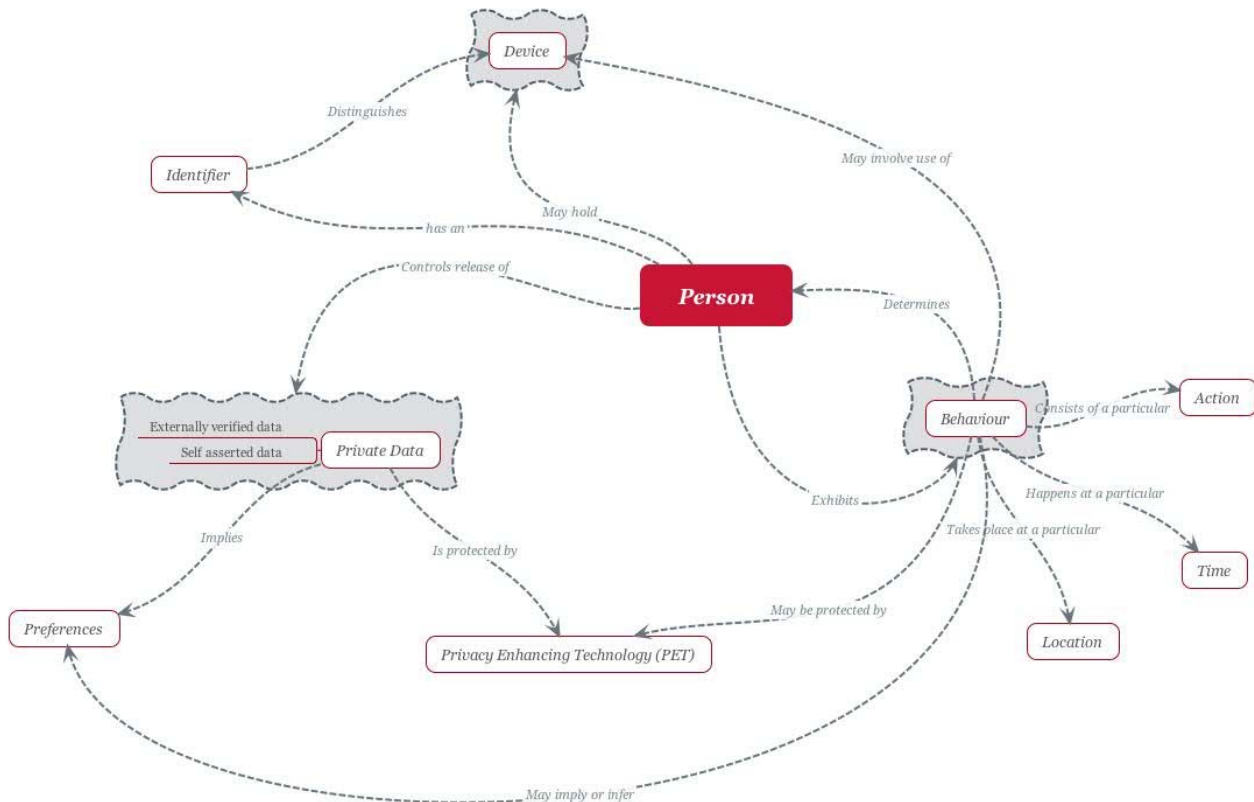 Device
Distinguishes
May involve use of
Identifier
May hold
has an
Controls release of
Person
Determines
Action
Consists of a particular
Behaviour
Externally verified data
Self asserted data
Private Data
Happens at a particular
Exhibits
Takes place at a particular
Implies
Is protected by
Time
May be protected by
Preferences
Location
Privacy Enhancing Technology (PET)
May imply or infer